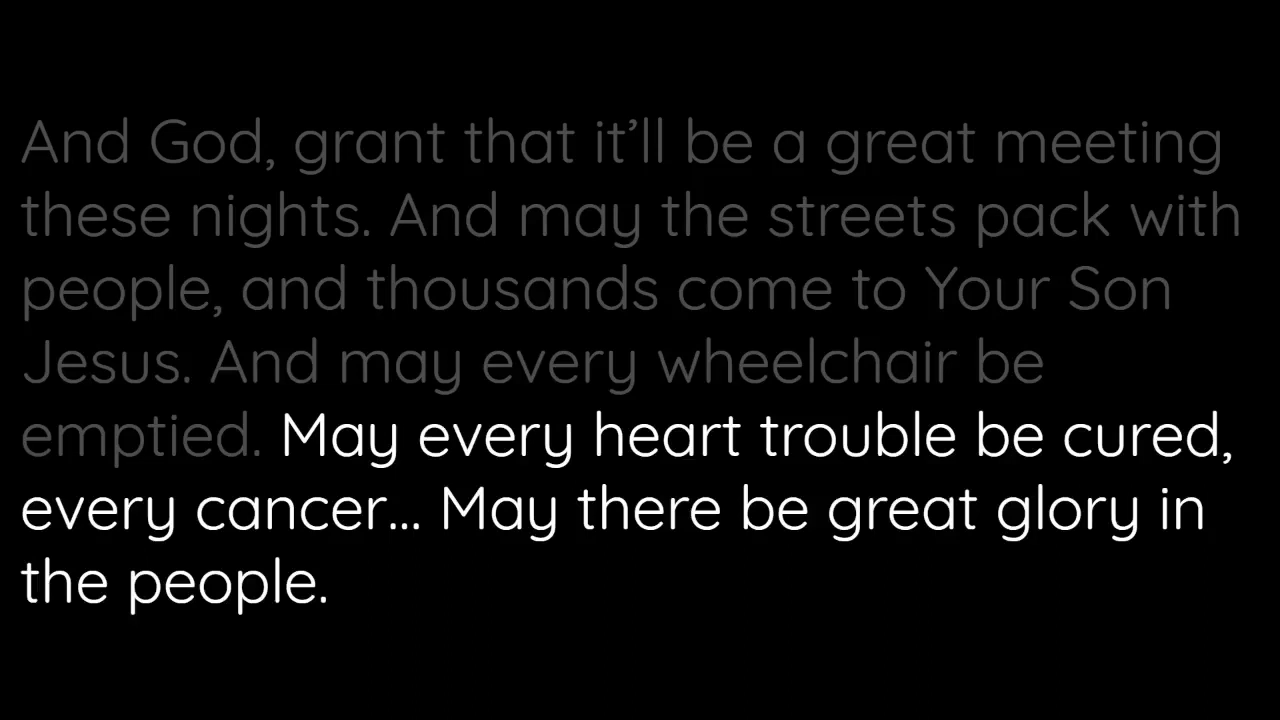 And God, grant that it’ll be a great meeting
these nights. And may the streets pack with
people, and thousands come to Your Son
Jesus. And may every wheelchair be
emptied. May every heart trouble be cured,
every cancer... May there be great glory in
the people.